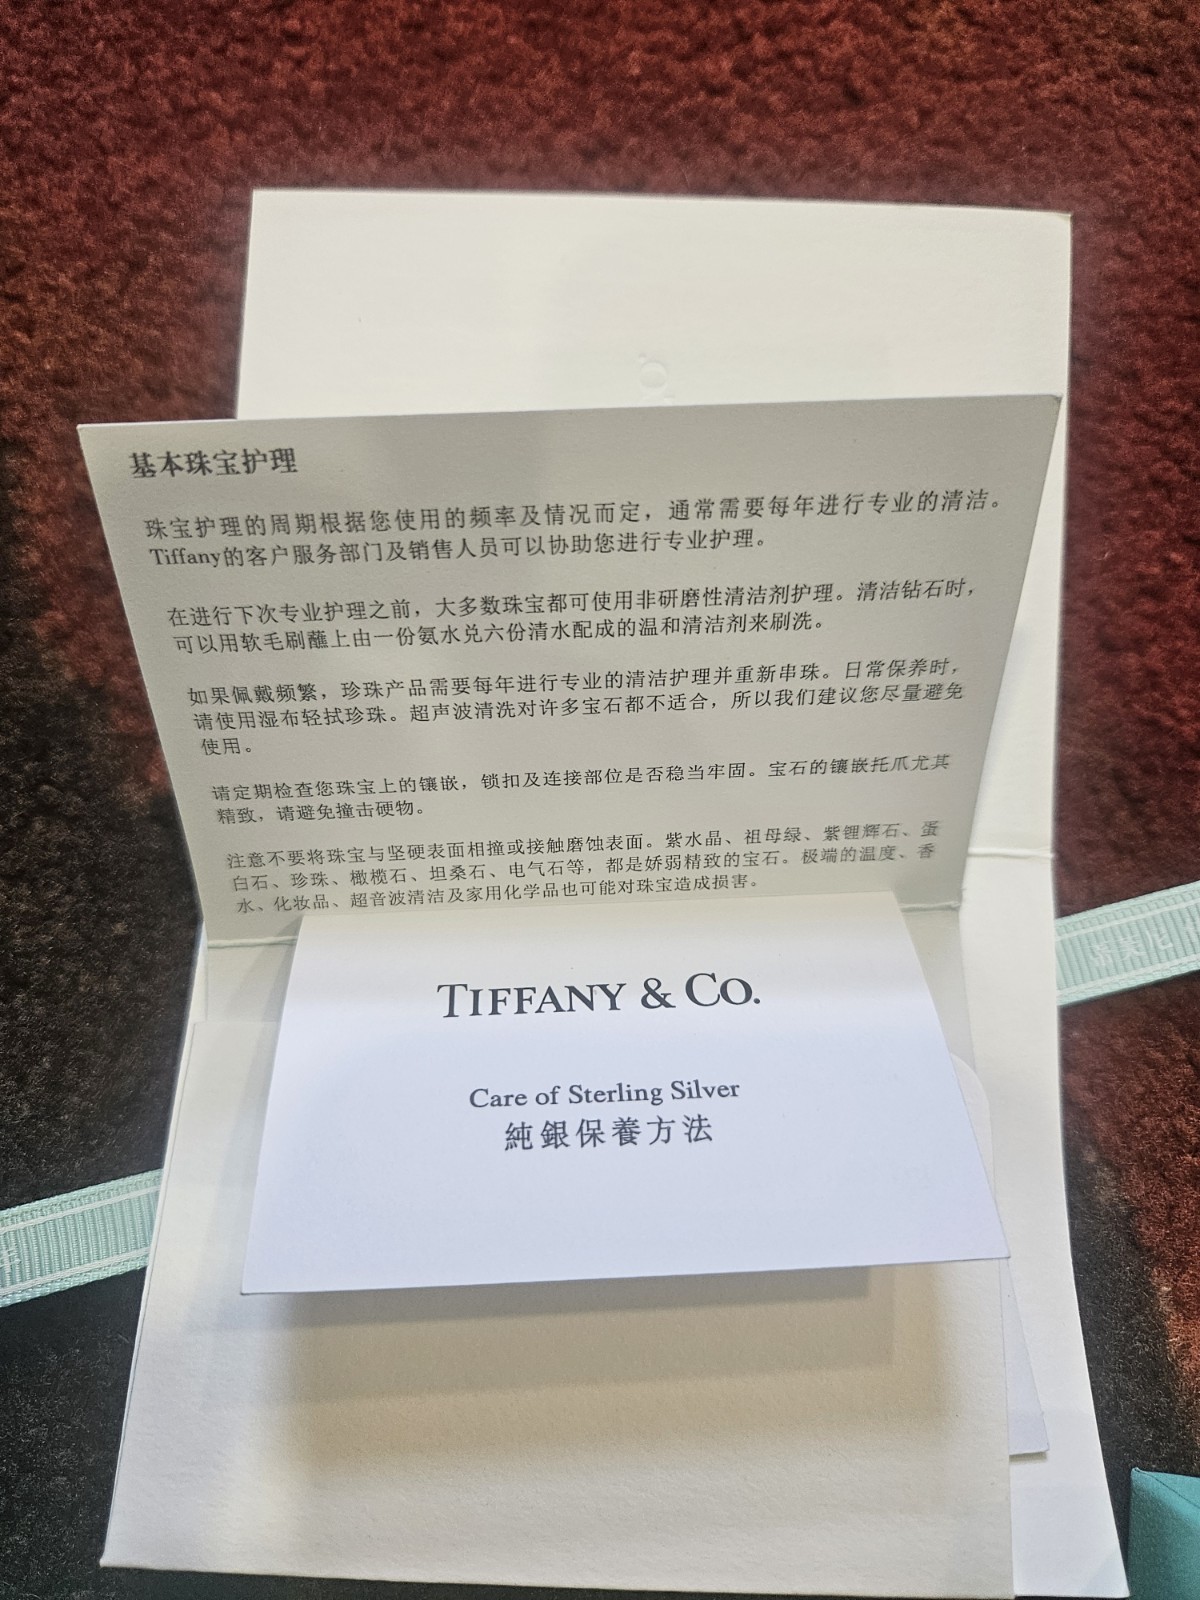 基本珠宝护理
珠宝护理的周期根据您使用的频率及情况而定，通常需要每年进行专业的清洁。
Tiffany的客户服务部门及销售人员可以协助您进行专业护理。
在进行下次专业护理之前，大多数珠宝都可使用非研磨性清洁剂护理。清洁钻石时，
可以用软毛刷蘸上由一份氨水兑六份清水配成的温和清洁剂来刷洗。
如果佩戴频繁，珍珠产品需要每年进行专业的清洁护理并重新串珠。日常保养时，
请使用湿布轻拭珍珠。超声波清洗对许多宝石都不适合，所以我们建议您尽量避免
使用。
请定期检查您珠宝上的镶嵌，锁扣及连接部位是否稳当牢固。宝石的镶嵌托爪尤其
精致，请避免撞击硬物。
注意不要将珠宝与坚硬表面相撞或接触磨蚀表面。紫水晶、祖母绿、紫锂辉石、蛋
白石、珍珠、橄榄石、坦桑石、电气石等，都是娇弱精致的宝石。极端的温度、香
水、化妆品、超音波清洁及家用化学品也可能对珠宝造成损害。
TIFFANY & CO.
Care of Sterling Silver
純銀保養方法